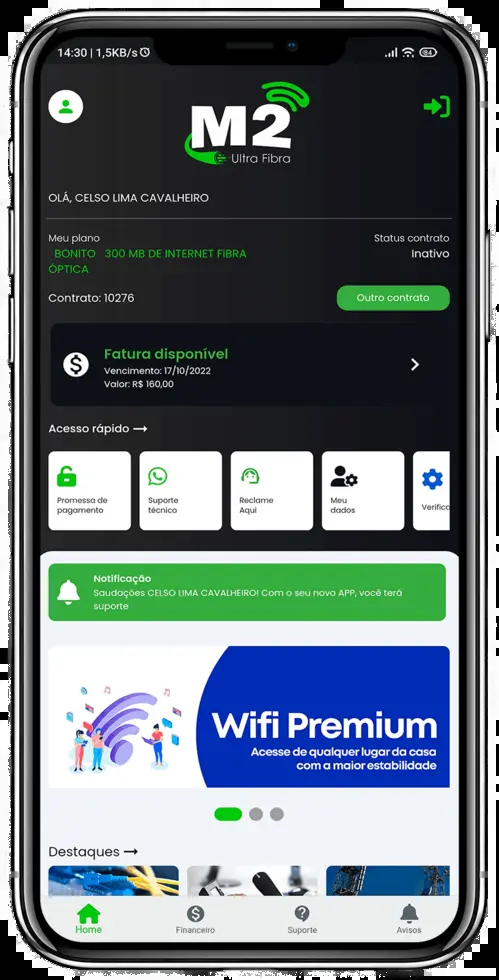 14:30 | 1,5KB/s
84
M2
Ultra Fibra
OLÁ, CELSO LIMA CAVALHEIRO
Meu plano
Status contrato
BONITO 300 MB DE INTERNET FIBRA
ÓPTICA
Inativo
Contrato: 10276
Outro contrato
Fatura disponível
Vencimento: 17/10/2022
Valor: R$ 160,00
Acesso rápido
Promessa de
pagamento
Suporte
técnico
Reclame
Aqui
Meu
dados
Verific
Notificação
Saudações CELSO LIMA CAVALHEIRO! Com o seu novo APP, você terá
suporte
Wifi Premium
Acesse de qualquer lugar da casa
com a maior estabilidade
Destaques
Home
Financeiro
Suporte
Avisos